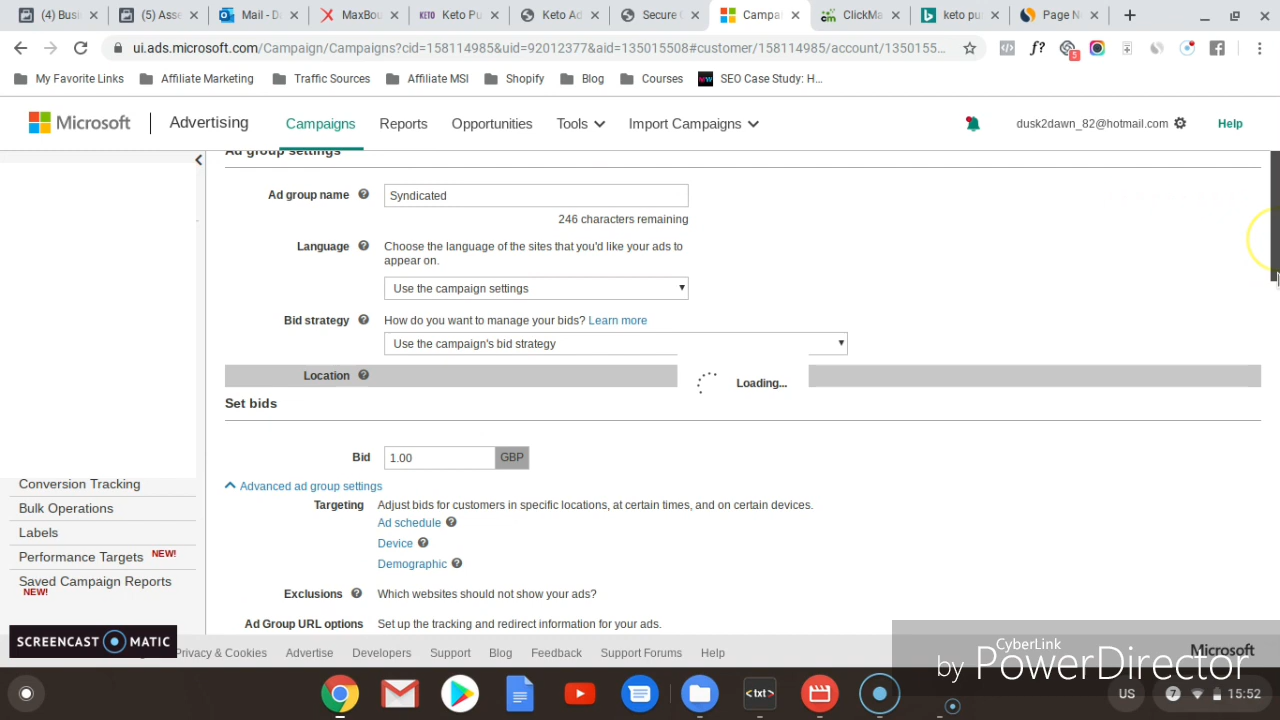 (4) Busi
(5) Asse
Mail - D
MaxBou
Keto Pu
Keto Ad
Secure
Campai
ClickMa
keto pu
Page N
ui.ads.microsoft.com/Campaign/Campaigns?cid=158114985&uid=92012377&aid=135015508#customer/158114985/account/1350155...
f?
5
My Favorite Links
Affiliate Marketing
Traffic Sources
Affiliate MSI
Shopify
Blog
Courses
SEO Case Study: H...
Microsoft
Advertising
Campaigns
Reports
Opportunities
Tools
Import Campaigns
dusk2dawn_82@hotmail.com
Help
Ad group settings
Ad group name
Syndicated
246 characters remaining
Language
Choose the language of the sites that you'd like your ads to
appear on.
Use the campaign settings
Bid strategy
How do you want to manage your bids? Learn more
Use the campaign's bid strategy
Location
Loading...
Set bids
Bid
1.00
GBP
Advanced ad group settings
Targeting
Adjust bids for customers in specific locations, at certain times, and on certain devices.
Ad schedule
Device
Demographic
Exclusions
Which websites should not show your ads?
Ad Group URL options
Set up the tracking and redirect information for your ads.
Conversion Tracking
Bulk Operations
Labels
Performance Targets NEW!
Saved Campaign Reports
NEW!
SCREENCAST MATIC
Privacy & Cookies
Advertise
Developers
Support
Blog
Feedback
Support Forums
Help
Microsoft
CyberLink
by PowerDirector
<txt>
US
7
15:52